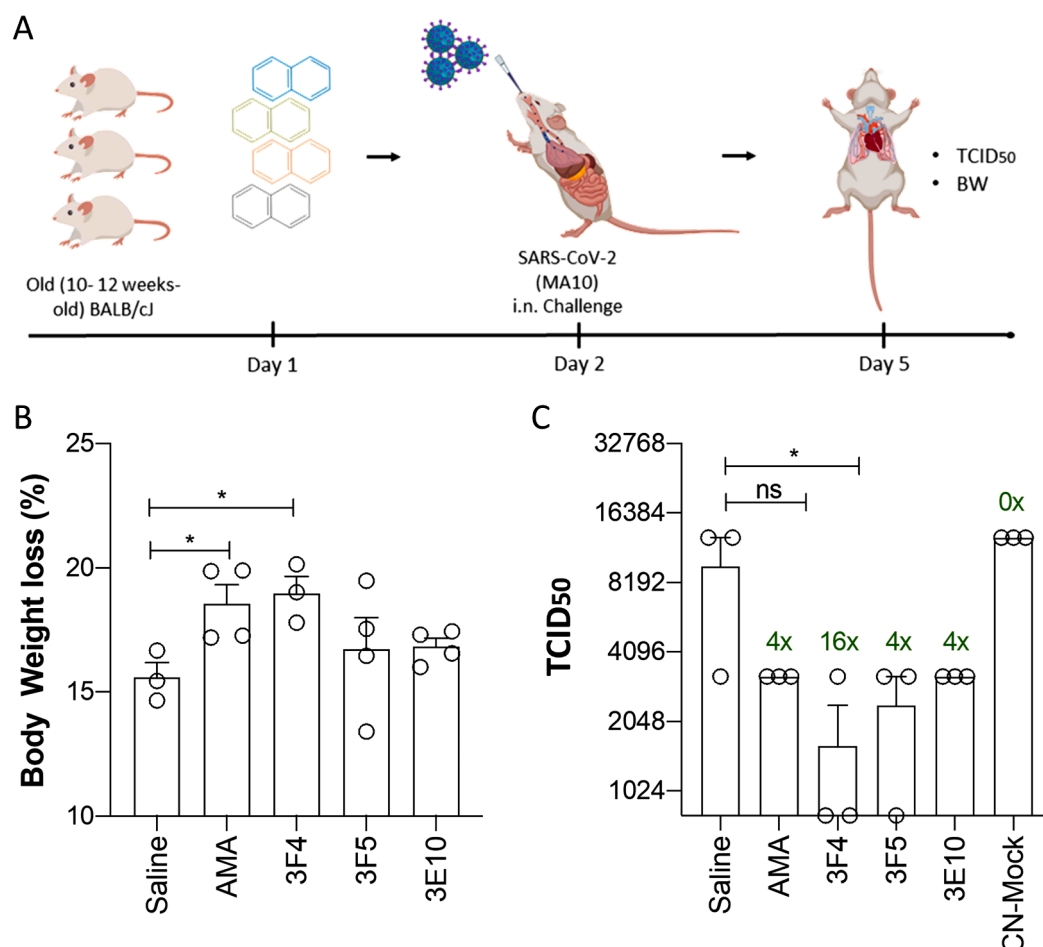 A
Old (10- 12 weeks-
old) BALB/cJ
SARS-CoV-2
(MA10)
i.n. Challenge
• TCID50
• BW
Day 1
Day 2
Day 5
B
Body Weight loss (%)
25
20
15
10
*
*
Saline
AMA
3F4
3F5
3E10
C
TCID50
32768
16384
8192
4096
2048
1024
*
ns
4x
16x
4x
4x
0x
Saline
AMA
3F4
3F5
3E10
CN-Mock